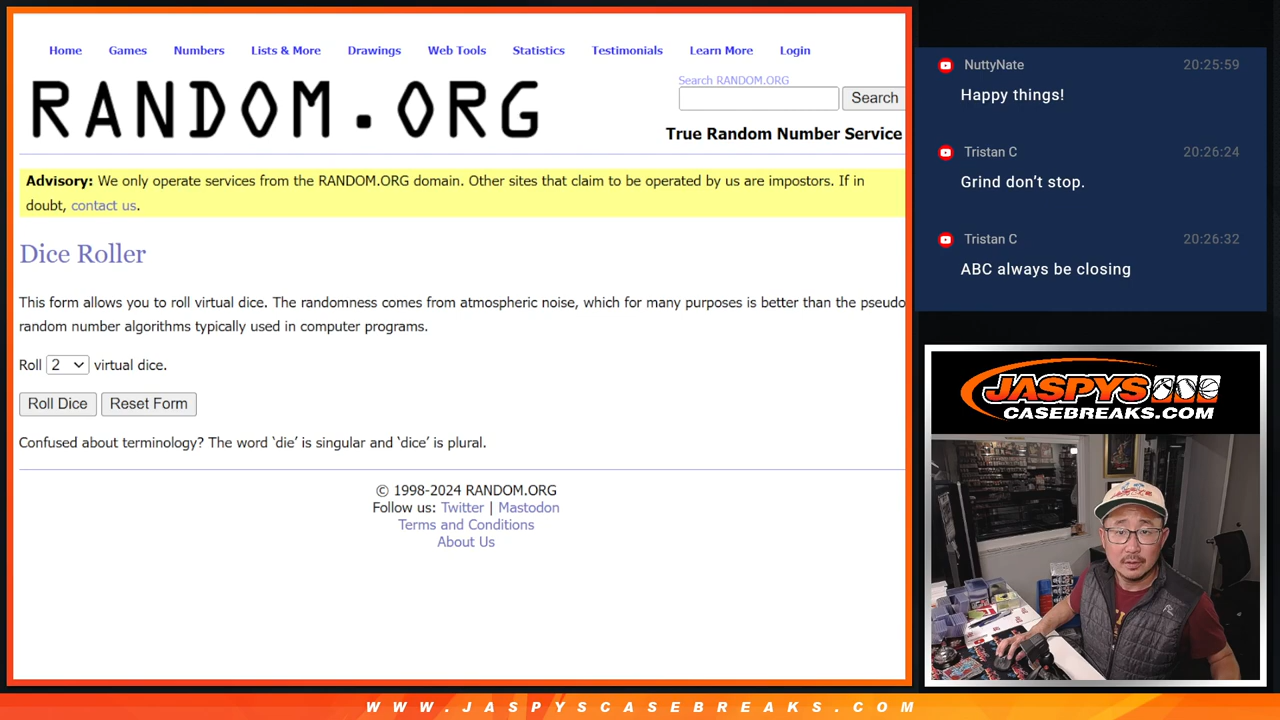 Home Games Numbers Lists & More Drawings Web Tools Statistics Testimonials Learn More Login
RANDOM.ORG
Search RANDOM.ORG
Search
True Random Number Service
Advisory: We only operate services from the RANDOM.ORG domain. Other sites that claim to be operated by us are impostors. If in
doubt, contact us.
Dice Roller
This form allows you to roll virtual dice. The randomness comes from atmospheric noise, which for many purposes is better than the pseudo
random number algorithms typically used in computer programs.
Roll 2 virtual dice.
Roll Dice Reset Form
Confused about terminology? The word ‘die’ is singular and ‘dice’ is plural.
© 1998-2024 RANDOM.ORG
Follow us: Twitter | Mastodon
Terms and Conditions
About Us
NuttyNate 20:25:59
Happy things!
Tristan C 20:26:24
Grind don’t stop.
Tristan C 20:26:32
ABC always be closing
JASPYS
CASEBREAKS.COM
WWW.JASPYSCASEBREAKS.COM